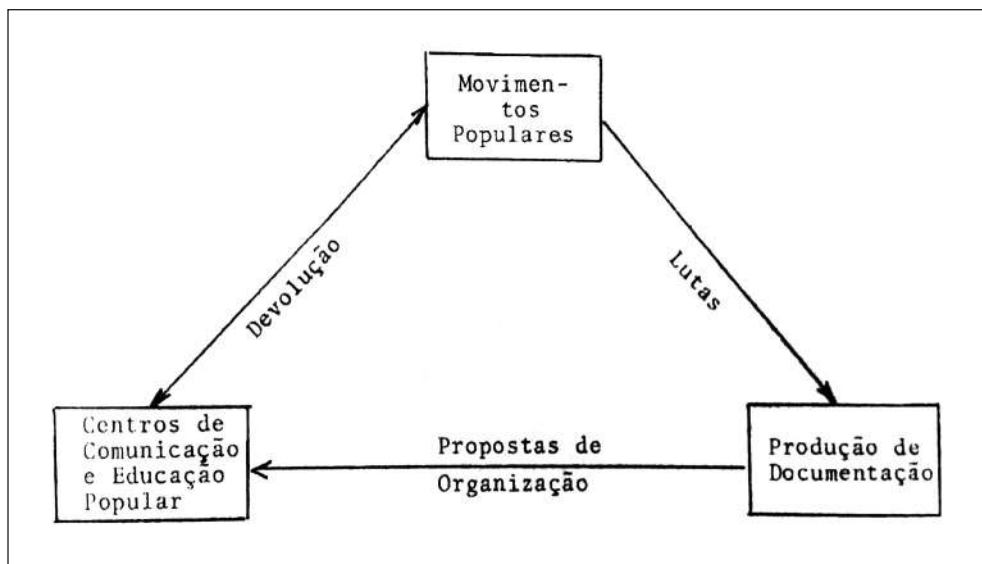 Movimen-
tos
Populares
Devolução
Lutas
Centros de
Comunicação
e Educação
Popular
Propostas de
Organização
Produção de
Documentação